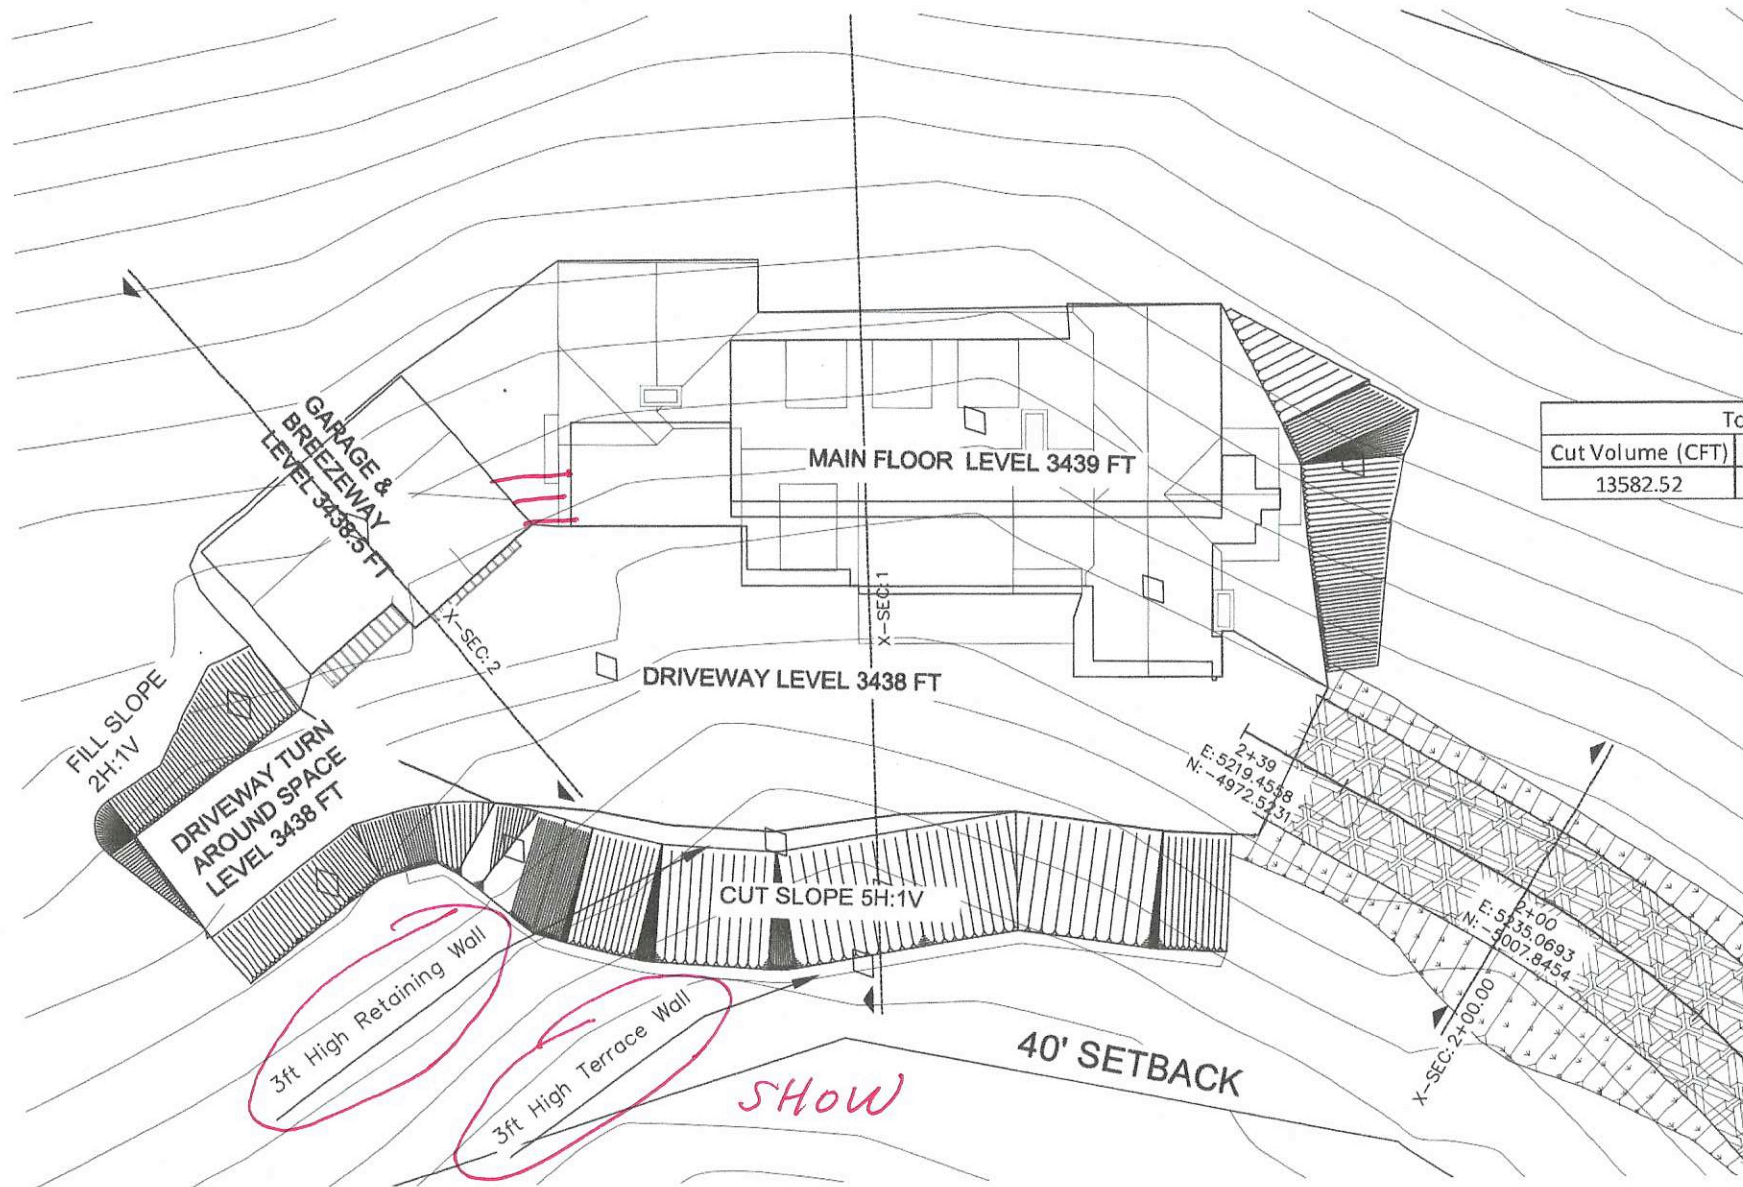 GARAGE &
BREEZEWAY
LEVEL 3438.5 FT
MAIN FLOOR LEVEL 3439 FT
To
Cut Volume (CFT)
13582.52
X-SEC: 1
X-SEC: 2
DRIVEWAY LEVEL 3438 FT
FILL SLOPE
2H:1V
DRIVEWAY TURN
AROUND SPACE
LEVEL 3438 FT
2+39
E: 5219.4558
N: -4972.5231
CUT SLOPE 5H:1V
2+00
E: 5235.0693
N: -5007.8454
X-SEC: 2+00.00
3ft High Retaining Wall
3ft High Terrace Wall
40' SETBACK
SHOW